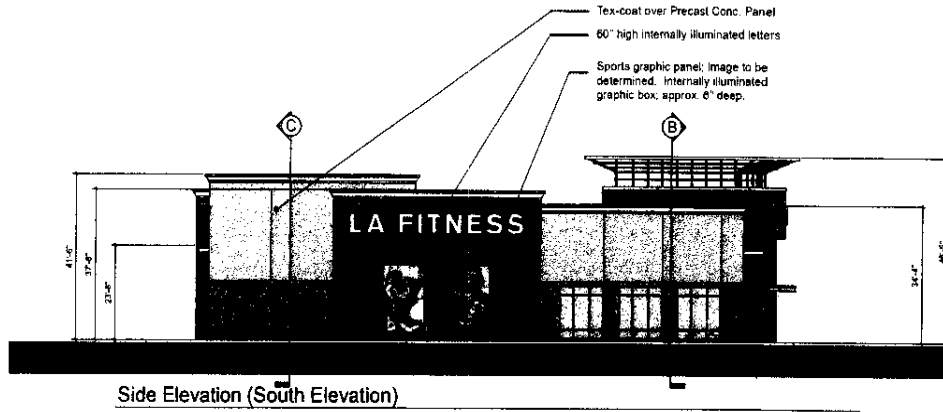 Tex-coat over Precast Conc. Panel
60" high internally illuminated letters
Sports graphic panel; Image to be
determined. Internally illuminated
graphic box; approx. 6" deep.
C
B
LA FITNESS
41'-6"
37'-6"
23'-8"
34'-4"
Side Elevation (South Elevation)